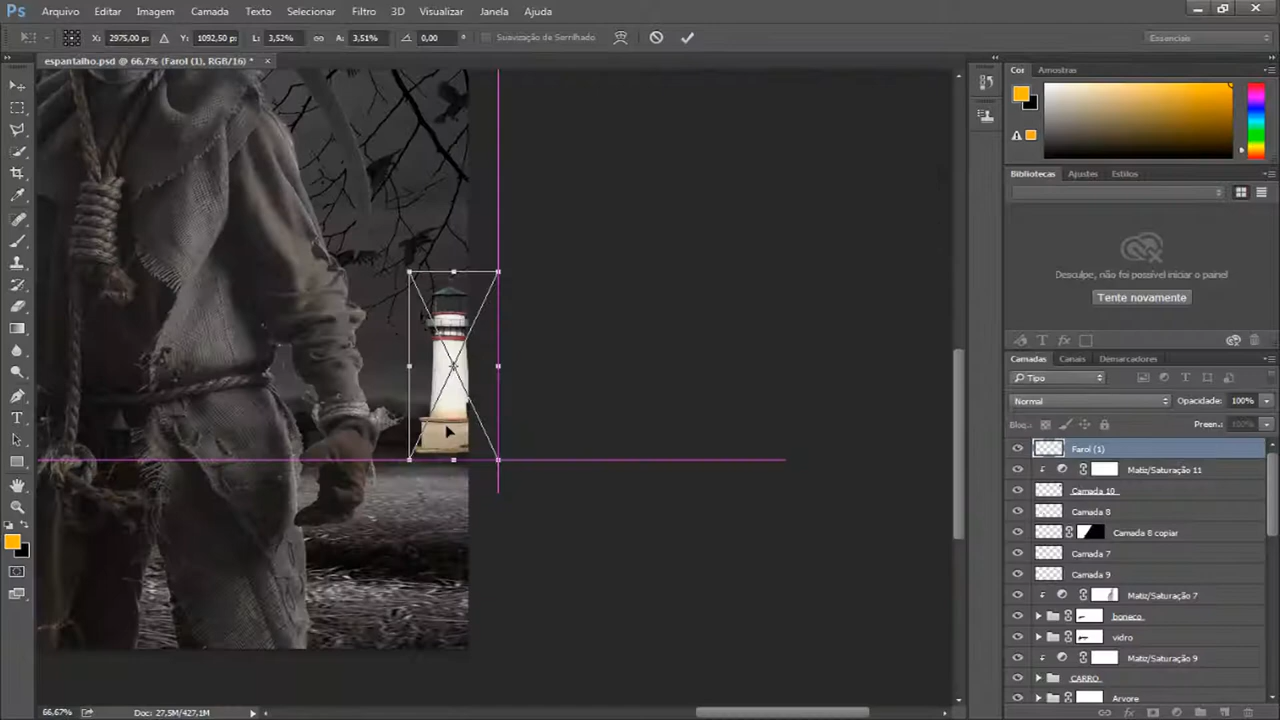 Ps Arquivo Editar Imagem Camada Texto Selecionar Filtro 3D Visualizar Janela Ajuda
X: 2975,00 px Y: 1092,50 px L: 3,52% A: 3,51% 0,00 ° Suavização de Serrilhado Essenciais
espantalho.psd @ 66,7% (Farol (1), RGB/16) *
Cor Amostras
Bibliotecas Ajustes Estilos
Desculpe, não foi possível iniciar o painel
Tente novamente
Camadas Canais Demarcadores
Tipo
Normal Opacidade: 100%
Bloq.: Preen.: 100%
Farol (1)
Matiz/Saturação 11
Camada 10
Camada 8
Camada 8 copiar
Camada 7
Camada 9
Matiz/Saturação 7
boneco
vidro
Matiz/Saturação 9
CARRO
Arvore
66,67% Doc: 27,5M/427,1M